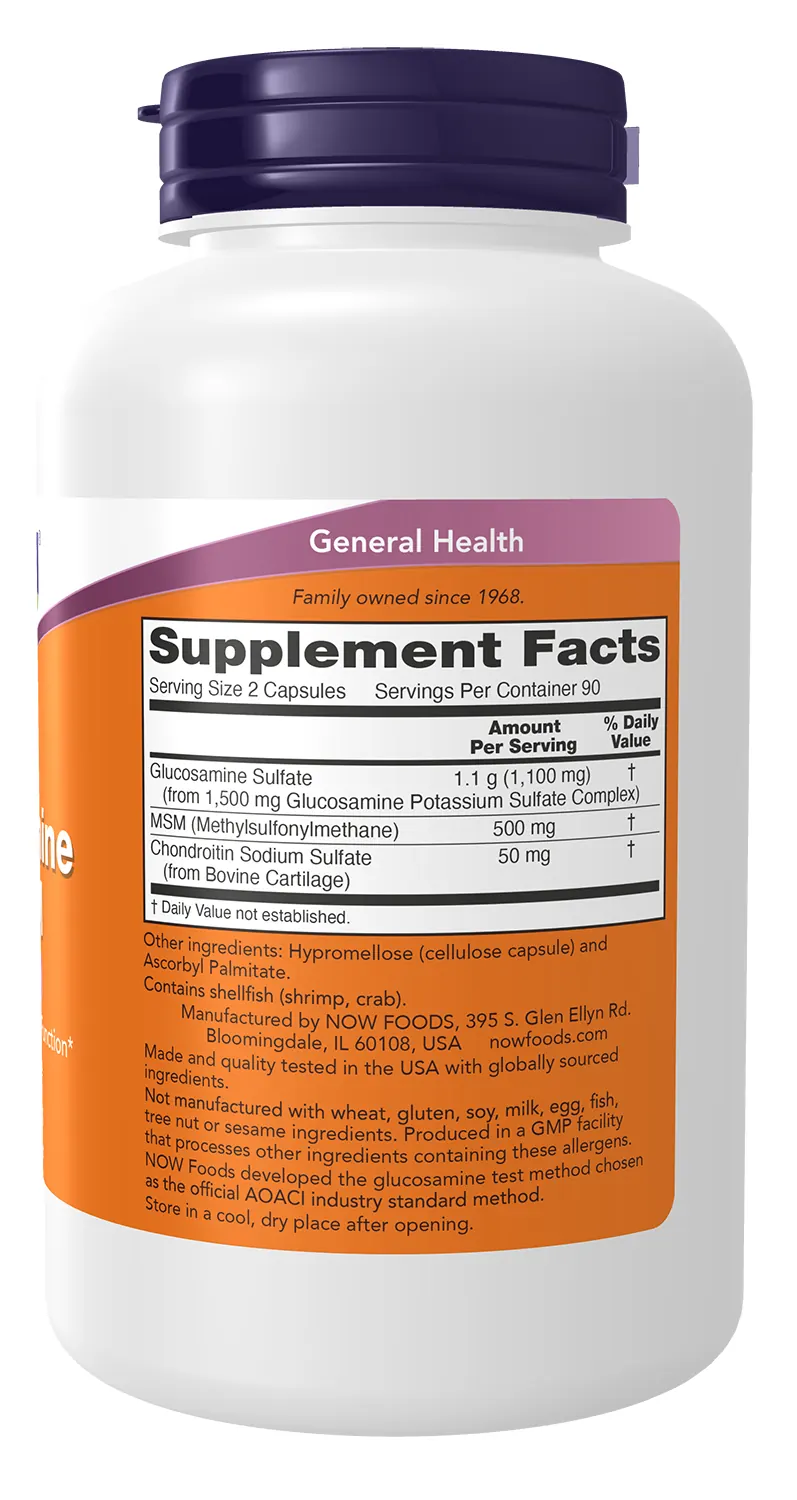 General Health
Family owned since 1968.
Supplement Facts
Serving Size 2 Capsules Servings Per Container 90
Amount Per Serving % Daily Value
Glucosamine Sulfate 1.1 g (1,100 mg) †
(from 1,500 mg Glucosamine Potassium Sulfate Complex)
MSM (Methylsulfonylmethane) 500 mg †
Chondroitin Sodium Sulfate 50 mg †
(from Bovine Cartilage)
† Daily Value not established.
Other ingredients: Hypromellose (cellulose capsule) and
Ascorbyl Palmitate.
Contains shellfish (shrimp, crab).
Manufactured by NOW FOODS, 395 S. Glen Ellyn Rd.
Bloomingdale, IL 60108, USA nowfoods.com
Made and quality tested in the USA with globally sourced
ingredients.
Not manufactured with wheat, gluten, soy, milk, egg, fish,
tree nut or sesame ingredients. Produced in a GMP facility
that processes other ingredients containing these allergens.
NOW Foods developed the glucosamine test method chosen
as the official AOACI industry standard method.
Store in a cool, dry place after opening.